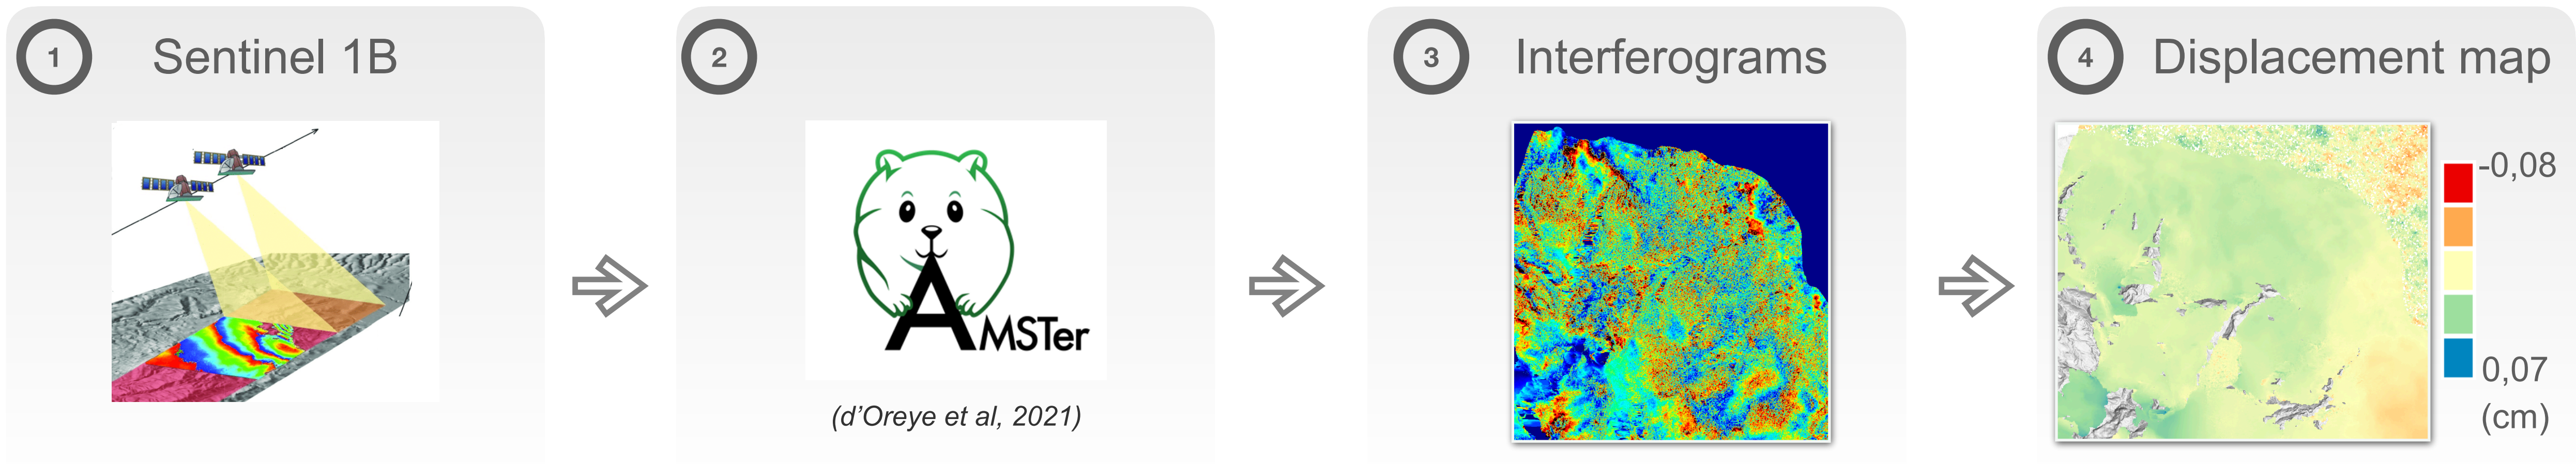 1
Sentinel 1B
2
AMSTer
(d'Oreye et al, 2021)
3
Interferograms
4
Displacement map
-0,08
0,07
(cm)